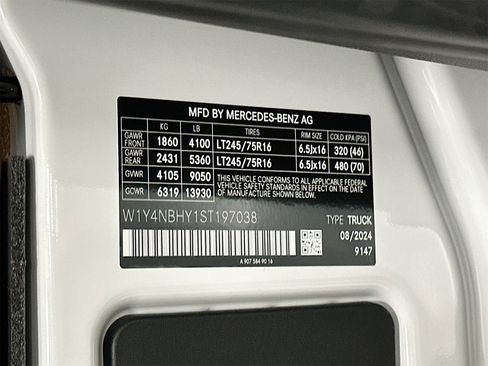 MFD BY MERCEDES-BENZ AG
KG LB TIRES RIM SIZE COLD KPA (PSI)
GAWR FRONT 1860 4100 LT245/75R16 6.5Jx16 320 (46)
GAWR REAR 2431 5360 LT245/75R16 6.5Jx16 480 (70)
GVWR 4105 9050 THIS VEHICLE CONFORMS TO ALL APPLICABLE FEDERAL MOTOR
GCWR 6319 13930 VEHICLE SAFETY STANDARDS IN EFFECT ON THE DATE OF
MANUFACTURE SHOWN BELOW.
W1Y4NBHY1ST197038 TYPE TRUCK
08/2024
9147
A 907 584 90 16